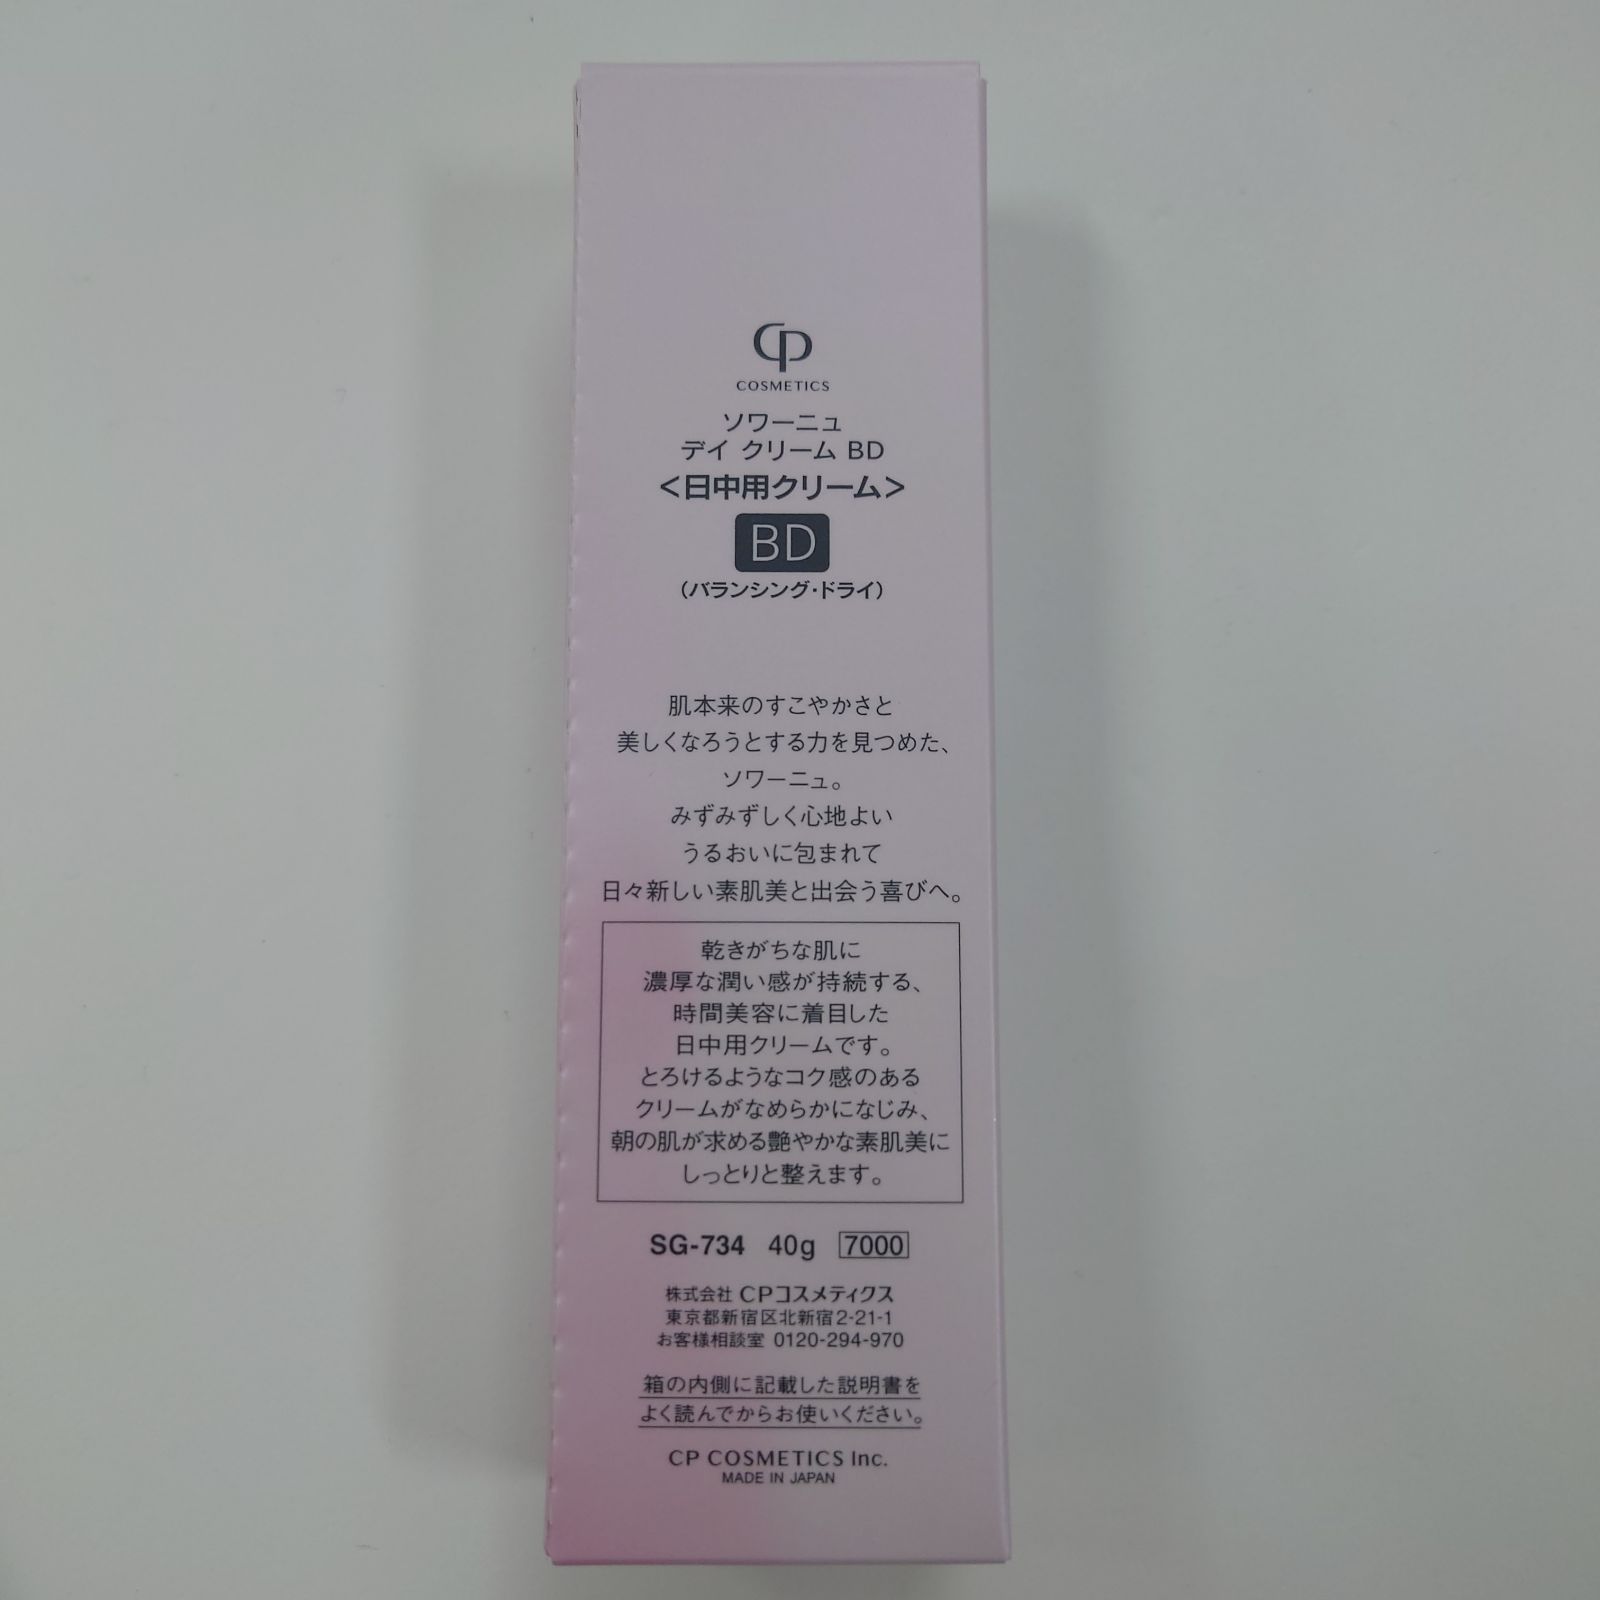 CP
COSMETICS
ソワーニュ
デイ クリーム BD
<日中用クリーム>
BD
(バランシング・ドライ)
肌本来のすこやかさと
美しくなろうとする力を見つめた、
ソワーニュ。
みずみずしく心地よい
うるおいに包まれて
日々新しい素肌美と出会う喜びへ。
乾きがちな肌に
濃厚な潤い感が持続する、
時間美容に着目した
日中用クリームです。
とろけるようなコク感のある
クリームがなめらかになじみ、
朝の肌が求める艶やかな素肌美に
しっとりと整えます。
SG-734 40g 7000
株式会社 CPコスメティクス
東京都新宿区北新宿2-21-1
お客様相談室 0120-294-970
箱の内側に記載した説明書を
よく読んでからお使いください。
CP COSMETICS Inc.
MADE IN JAPAN